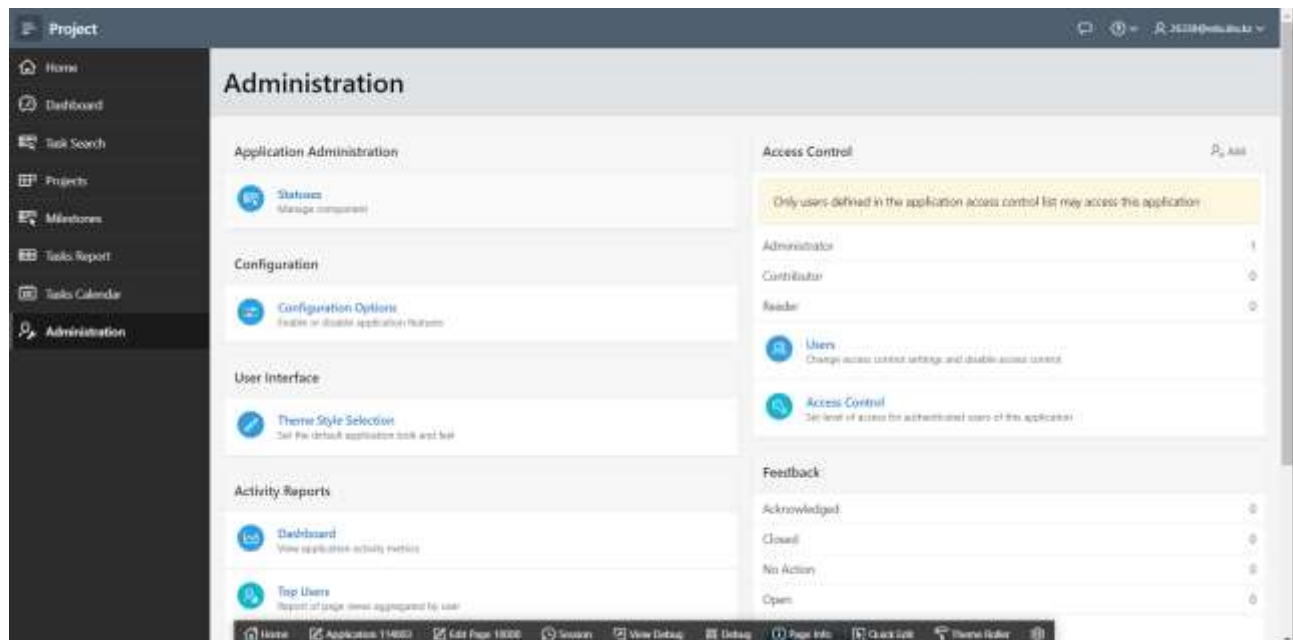 Project
Home
Dashboard
Task Search
Projects
Milestones
Tasks Report
Tasks Calendar
Administration
Administration
Application Administration
Statuses
Manage component
Configuration
Configuration Options
Enable or disable application features
User Interface
Theme Style Selection
Set the default application look and feel
Activity Reports
Dashboard
View application activity metrics
Top Users
Report of page views aggregated by user
Access Control
Add
Only users defined in the application access control list may access this application
Administrator 1
Contributor 0
Reader 0
Users
Change access control settings and disable access control
Access Control
Set level of access for authenticated users of this application
Feedback
Acknowledged 0
Closed 0
No Action 0
Open 0
Home Application Edit Page Session View Debug Debug Page Info Quick Edit Theme Roller